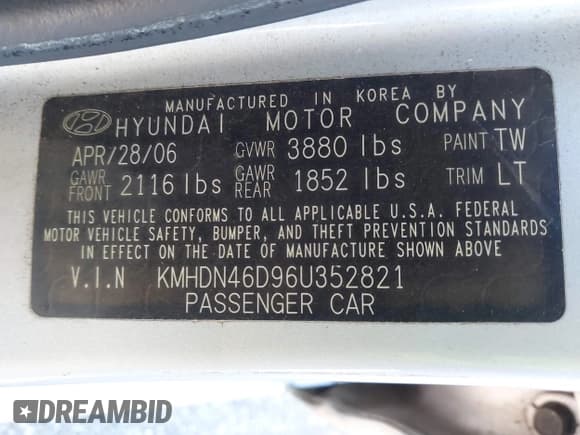 MANUFACTURED IN KOREA BY
HYUNDAI MOTOR COMPANY
APR/28/06 GVWR 3880 lbs PAINT TW
GAWR FRONT 2116 lbs GAWR REAR 1852 lbs TRIM LT
THIS VEHICLE CONFORMS TO ALL APPLICABLE U.S.A. FEDERAL
MOTOR VEHICLE SAFETY, BUMPER, AND THEFT PREVENTION STANDARDS
IN EFFECT ON THE DATE OF MANUFACTURE SHOWN ABOVE
V.I.N KMHDN46D96U352821
PASSENGER CAR
DREAMBID